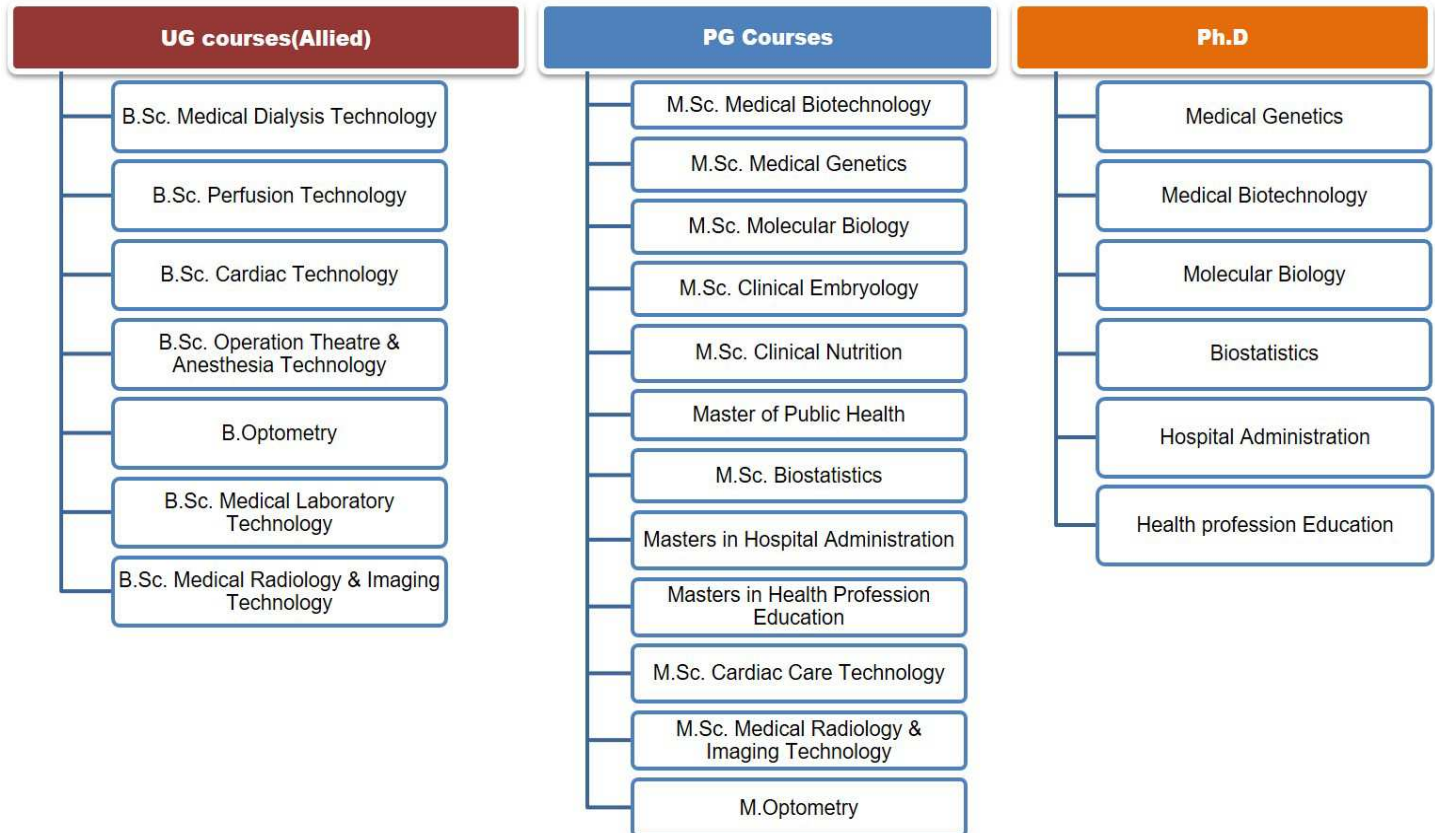 UG courses(Allied)
B.Sc. Medical Dialysis Technology
B.Sc. Perfusion Technology
B.Sc. Cardiac Technology
B.Sc. Operation Theatre &
Anesthesia Technology
B.Optometry
B.Sc. Medical Laboratory
Technology
B.Sc. Medical Radiology & Imaging
Technology
PG Courses
M.Sc. Medical Biotechnology
M.Sc. Medical Genetics
M.Sc. Molecular Biology
M.Sc. Clinical Embryology
M.Sc. Clinical Nutrition
Master of Public Health
M.Sc. Biostatistics
Masters in Hospital Administration
Masters in Health Profession
Education
M.Sc. Cardiac Care Technology
M.Sc. Medical Radiology &
Imaging Technology
M.Optometry
Ph.D
Medical Genetics
Medical Biotechnology
Molecular Biology
Biostatistics
Hospital Administration
Health profession Education